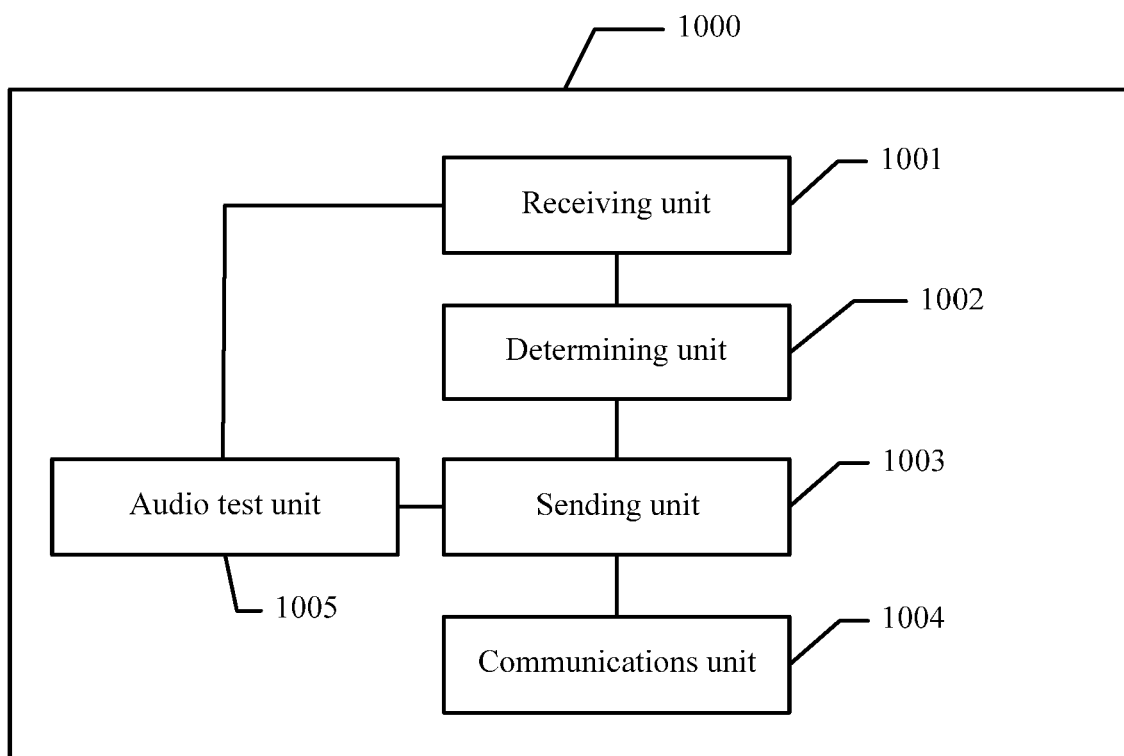 1000
Receiving unit
1001
Determining unit
1002
Audio test unit
Sending unit
1003
1005
Communications unit
1004